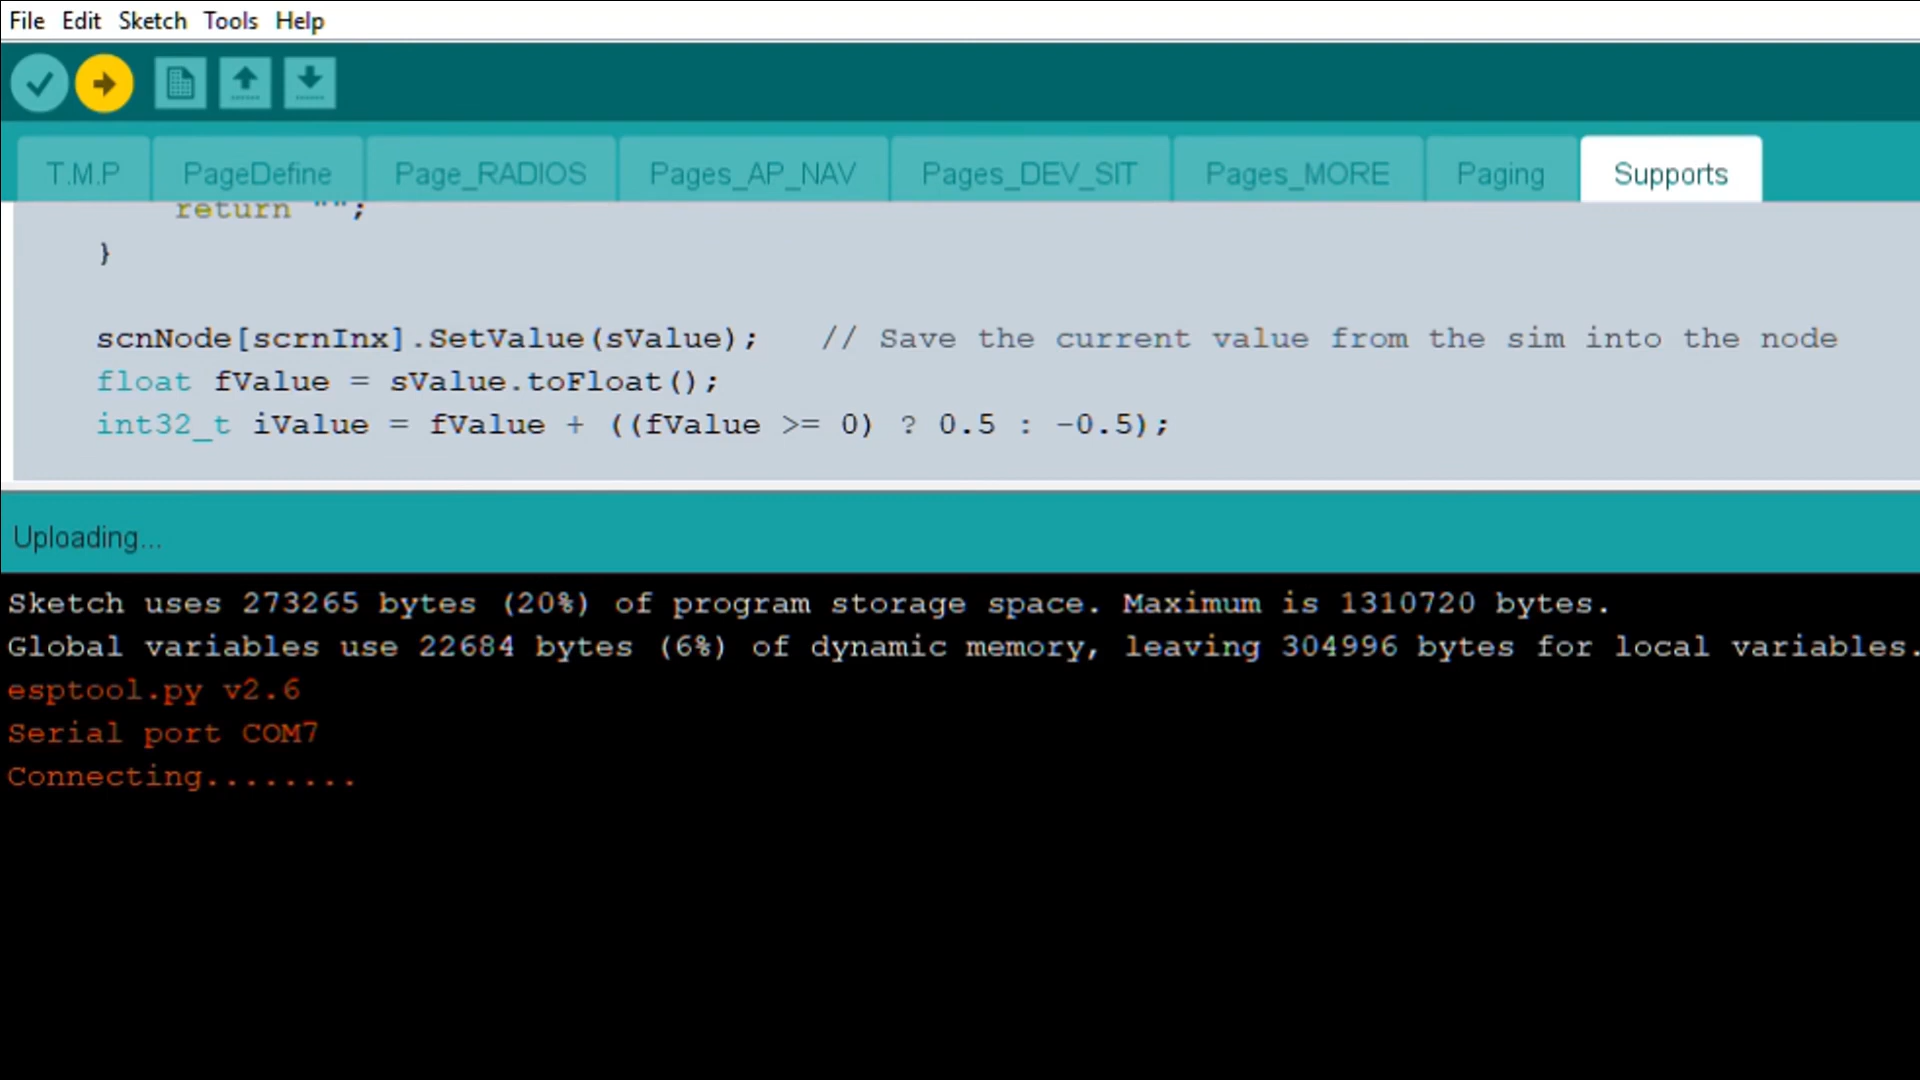 File Edit Sketch Tools Help
T.M.P PageDefine Page_RADIOS Pages_AP_NAV Pages_DEV_SIT Pages_MORE Paging Supports
return "";
}
scnNode[scrnInx].SetValue(sValue); // Save the current value from the sim into the node
float fValue = sValue.toFloat();
int32_t iValue = fValue + ((fValue >= 0) ? 0.5 : -0.5);
Uploading...
Sketch uses 273265 bytes (20%) of program storage space. Maximum is 1310720 bytes.
Global variables use 22684 bytes (6%) of dynamic memory, leaving 304996 bytes for local variables.
esptool.py v2.6
Serial port COM7
Connecting........